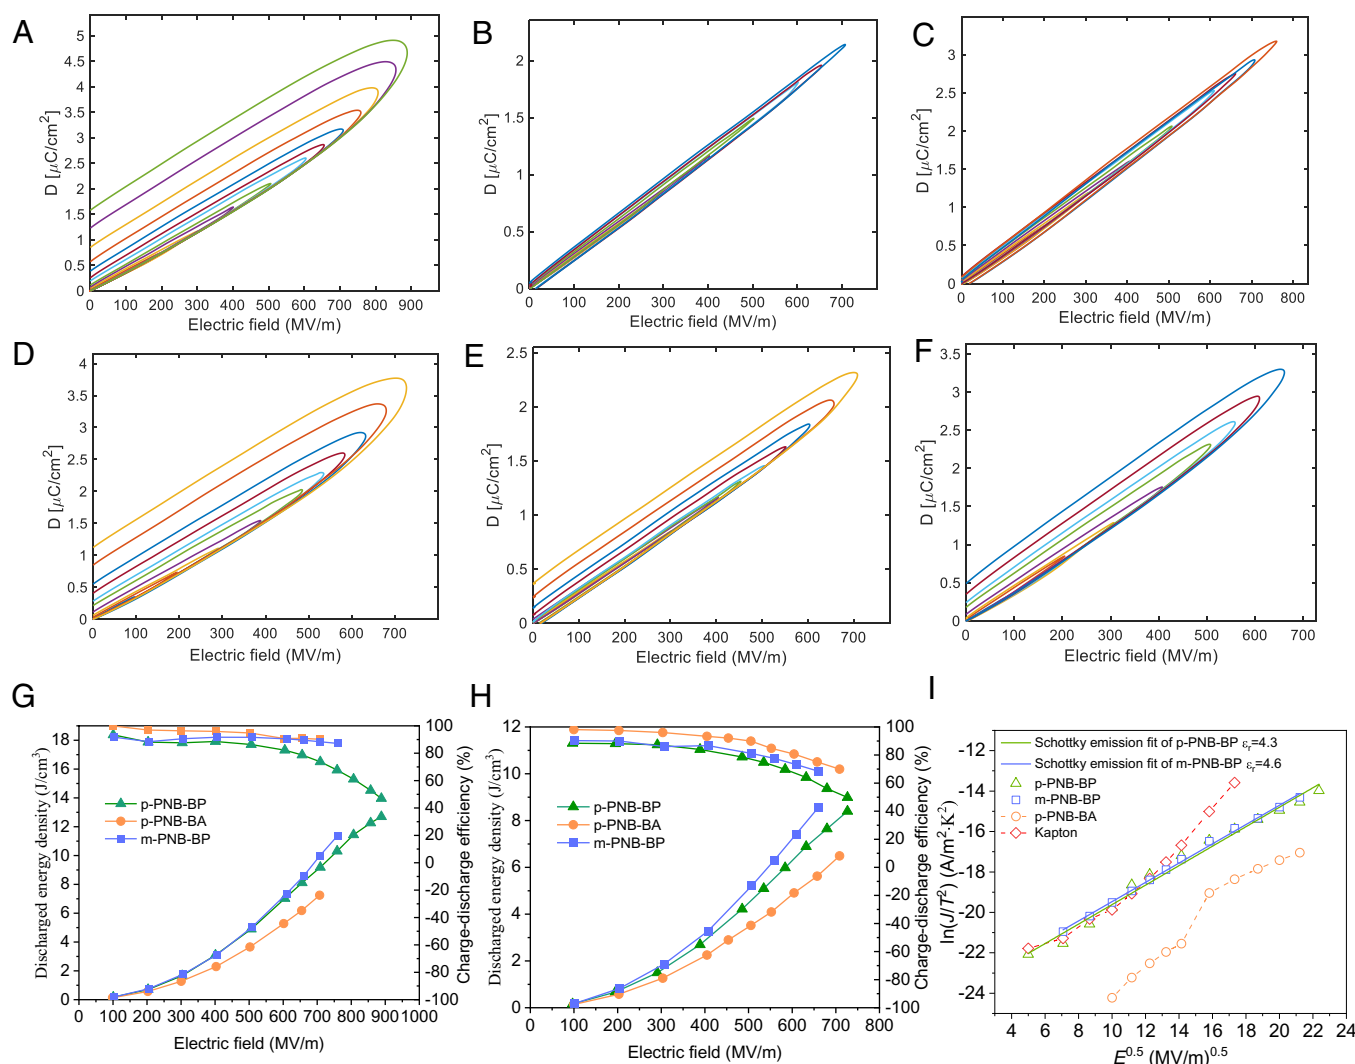 A
5
4.5
4
3.5
3
2.5
2
1.5
1
0.5
0
D [μC/cm²]
0 100 200 300 400 500 600 700 800 900
Electric field (MV/m)
B
2
1.5
1
0.5
0
D [μC/cm²]
0 100 200 300 400 500 600 700
Electric field (MV/m)
C
3
2.5
2
1.5
1
0.5
0
D [μC/cm²]
0 100 200 300 400 500 600 700 800
Electric field (MV/m)
D
4
3.5
3
2.5
2
1.5
1
0.5
0
D [μC/cm²]
0 100 200 300 400 500 600 700
Electric field (MV/m)
E
2.5
2
1.5
1
0.5
0
D [μC/cm²]
0 100 200 300 400 500 600 700
Electric field (MV/m)
F
3.5
3
2.5
2
1.5
1
0.5
0
D [μC/cm²]
0 100 200 300 400 500 600 700
Electric field (MV/m)
G
18
16
14
12
10
8
6
4
2
0
Discharged energy density (J/cm³)
p-PNB-BP
p-PNB-BA
m-PNB-BP
100
80
60
40
20
0
-20
-40
-60
-80
-100
Charge-discharge efficiency (%)
0 100 200 300 400 500 600 700 800 900 1000
Electric field (MV/m)
H
12
11
10
9
8
7
6
5
4
3
2
1
0
Discharged energy density (J/cm³)
p-PNB-BP
p-PNB-BA
m-PNB-BP
100
80
60
40
20
0
-20
-40
-60
-80
-100
Charge-discharge efficiency (%)
0 100 200 300 400 500 600 700 800
Electric field (MV/m)
I
-12
-14
-16
-18
-20
-22
-24
ln(J/T²) (A/m²·K²)
Schottky emission fit of p-PNB-BP εr=4.3
Schottky emission fit of m-PNB-BP εr=4.6
p-PNB-BP
m-PNB-BP
p-PNB-BA
Kapton
4 6 8 10 12 14 16 18 20 22 24
E^0.5 (MV/m)^0.5